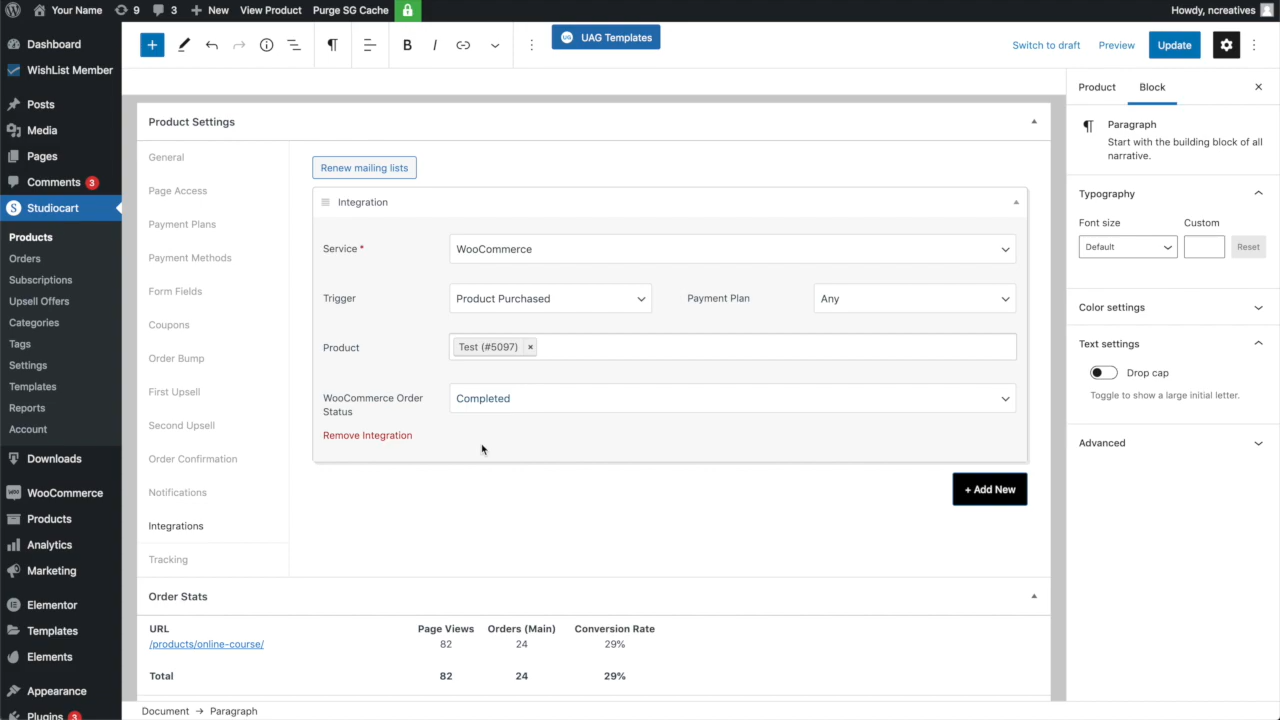 Your Name 9 3 New View Product Purge SG Cache Howdy, ncreatives
Dashboard
WishList Member
Posts
Media
Pages
Comments 3
Studiocart
Products
Orders
Subscriptions
Upsell Offers
Categories
Tags
Settings
Templates
Reports
Account
Downloads
WooCommerce
Products
Analytics
Marketing
Elementor
Templates
Elements
Appearance
Plugins 3
B I UAG Templates Switch to draft Preview Update
Product Settings
General
Page Access
Payment Plans
Payment Methods
Form Fields
Coupons
Order Bump
First Upsell
Second Upsell
Order Confirmation
Notifications
Integrations
Tracking
Renew mailing lists
Integration
Service * WooCommerce
Trigger Product Purchased Payment Plan Any
Product Test (#5097) ×
WooCommerce Order
Status Completed
Remove Integration
+ Add New
Order Stats
URL Page Views Orders (Main) Conversion Rate
/products/online-course/ 82 24 29%
Total 82 24 29%
Document → Paragraph
Product Block
Paragraph
Start with the building block of all
narrative.
Typography
Font size Custom
Default Reset
Color settings
Text settings
Drop cap
Toggle to show a large initial letter.
Advanced